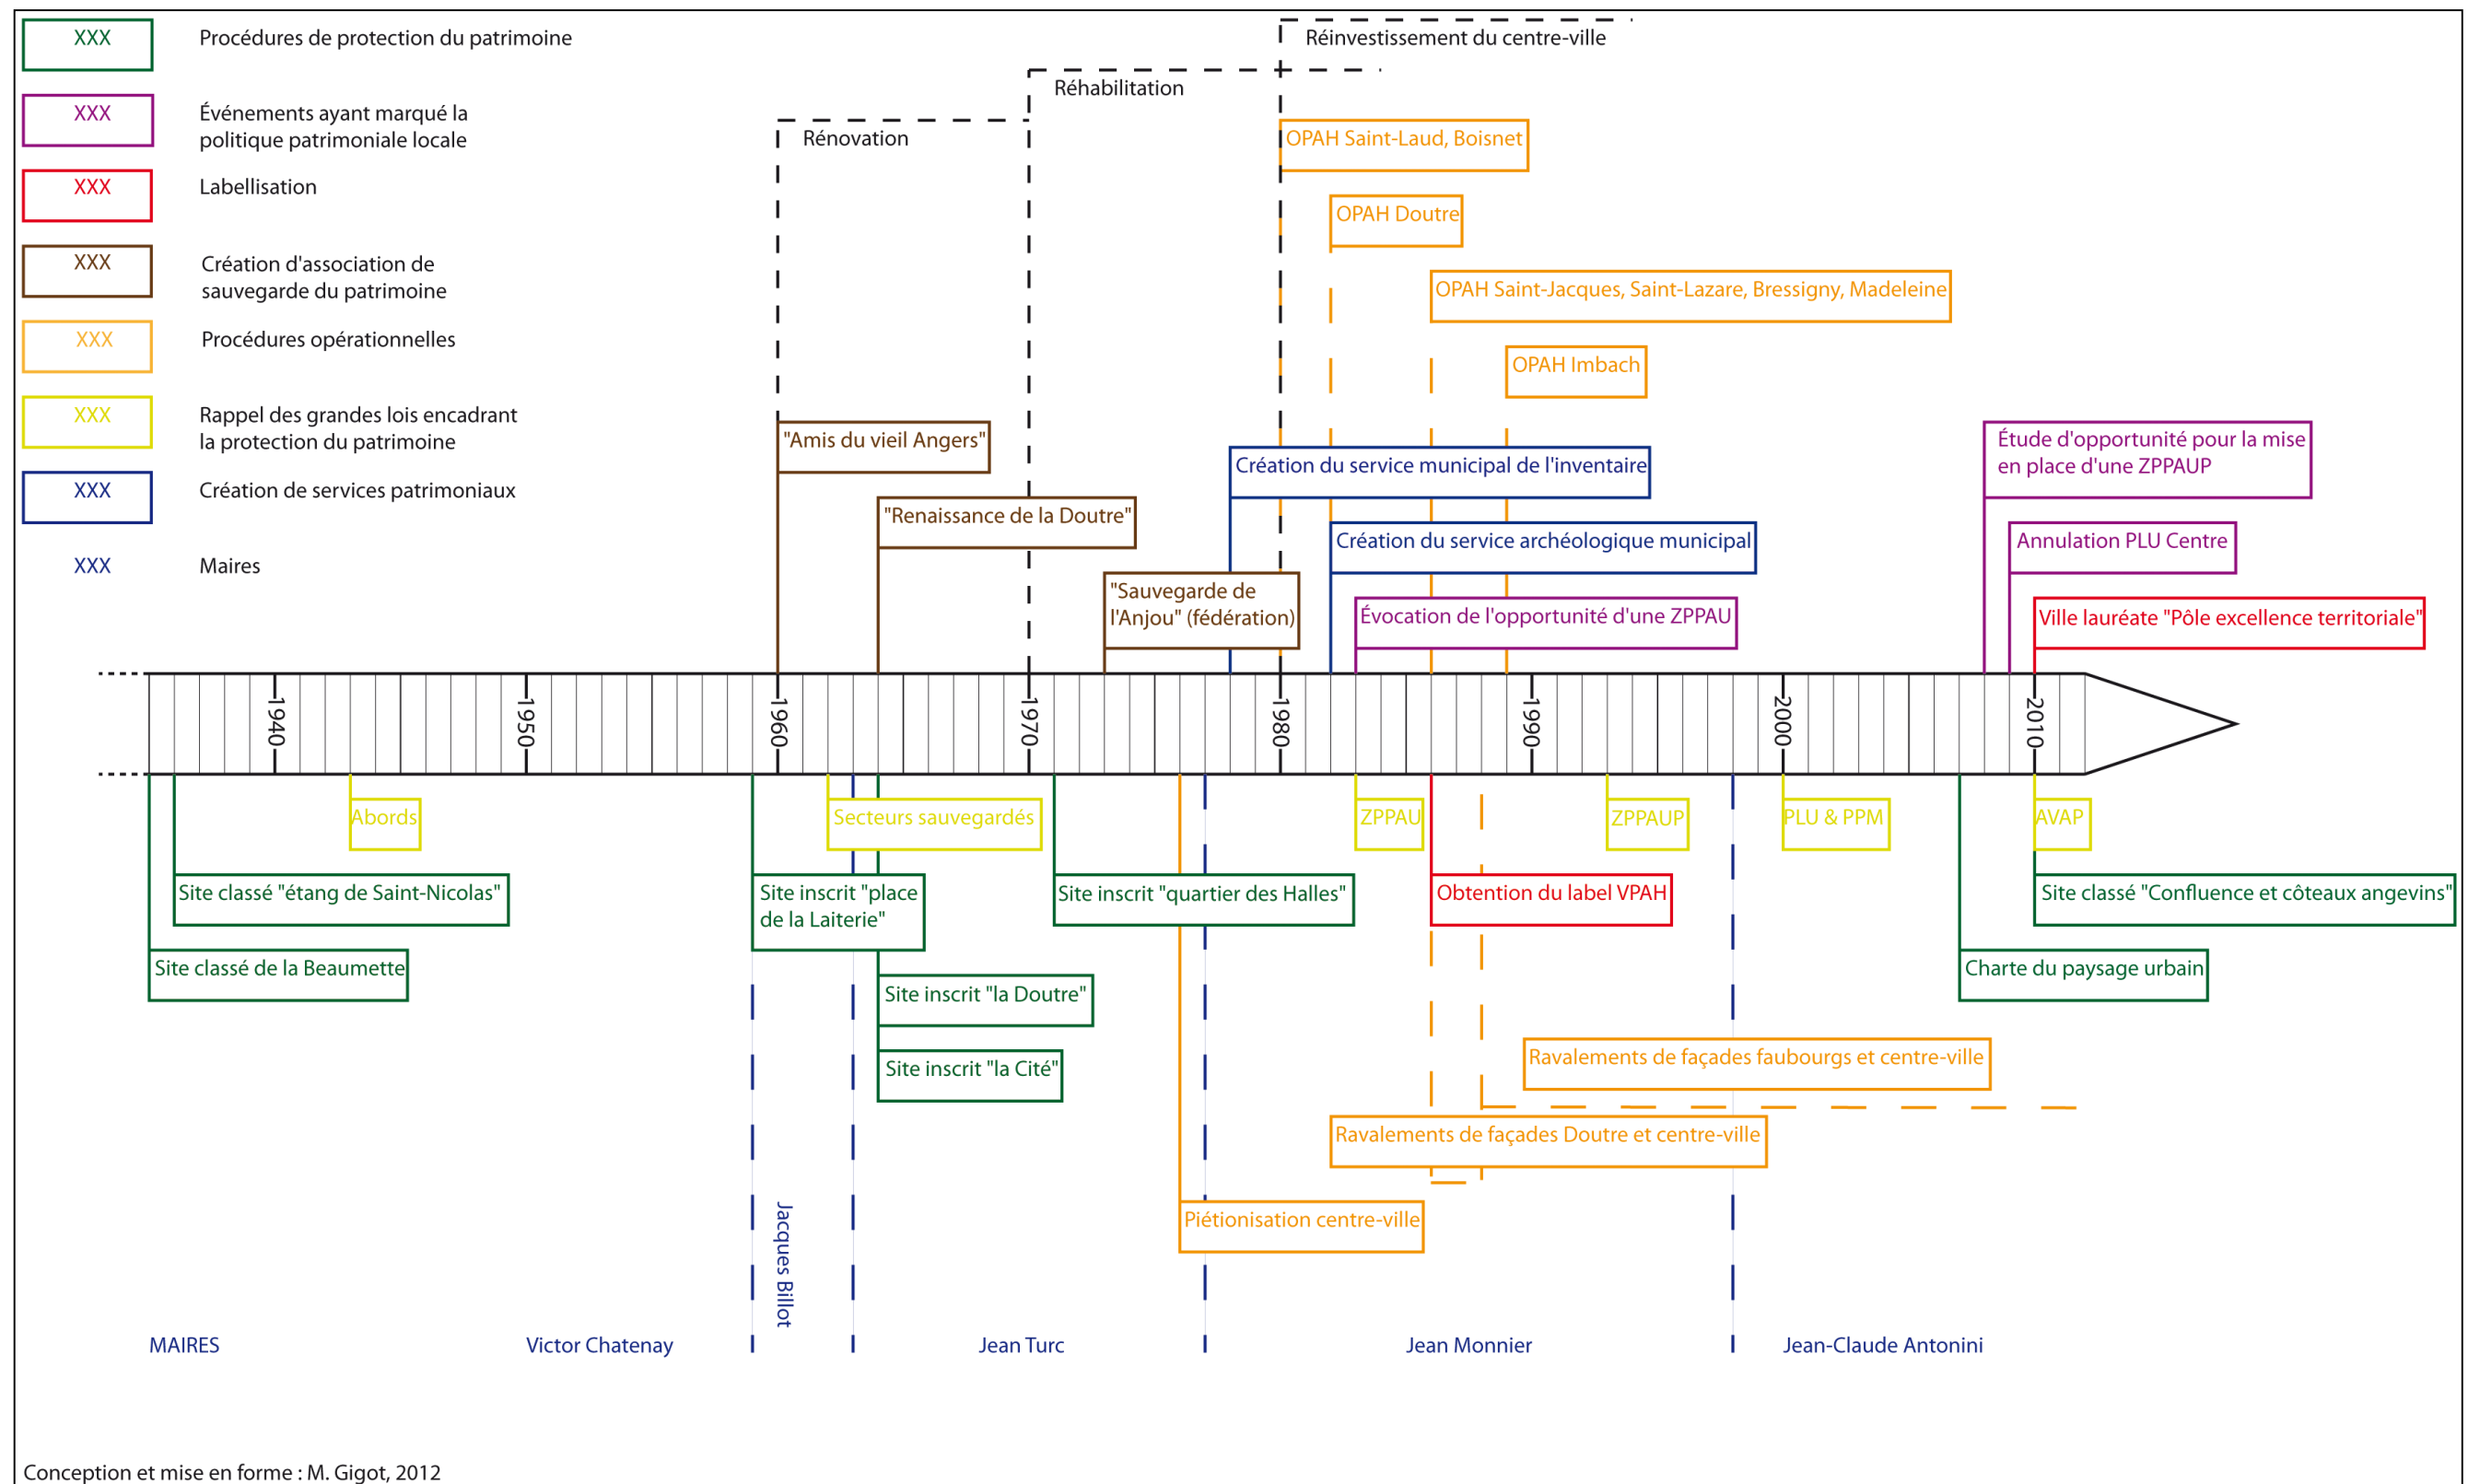 XXX Procédures de protection du patrimoine
XXX Événements ayant marqué la
politique patrimoniale locale
XXX Labellisation
XXX Création d'association de
sauvegarde du patrimoine
XXX Procédures opérationnelles
XXX Rappel des grandes lois encadrant
la protection du patrimoine
XXX Création de services patrimoniaux
XXX Maires
Réinvestissement du centre-ville
Réhabilitation
Rénovation
OPAH Saint-Laud, Boisnet
OPAH Doutre
OPAH Saint-Jacques, Saint-Lazare, Bressigny, Madeleine
OPAH Imbach
"Amis du vieil Angers"
Création du service municipal de l'inventaire
Étude d'opportunité pour la mise
en place d'une ZPPAUP
"Renaissance de la Doutre"
Création du service archéologique municipal
Annulation PLU Centre
"Sauvegarde de
l'Anjou" (fédération)
Évocation de l'opportunité d'une ZPPAU
Ville lauréate "Pôle excellence territoriale"
1940
1950
1960
1970
1980
1990
2000
2010
Abords
Secteurs sauvegardés
ZPPAU
ZPPAUP
PLU & PPM
AVAP
Site classé "étang de Saint-Nicolas"
Site inscrit "place
de la Laiterie"
Site inscrit "quartier des Halles"
Obtention du label VPAH
Site classé "Confluence et côteaux angevins"
Site classé de la Beaumette
Charte du paysage urbain
Site inscrit "la Doutre"
Site inscrit "la Cité"
Ravalements de façades faubourgs et centre-ville
Ravalements de façades Doutre et centre-ville
Piétionisation centre-ville
MAIRES
Victor Chatenay
Jacques Billot
Jean Turc
Jean Monnier
Jean-Claude Antonini
Conception et mise en forme : M. Gigot, 2012